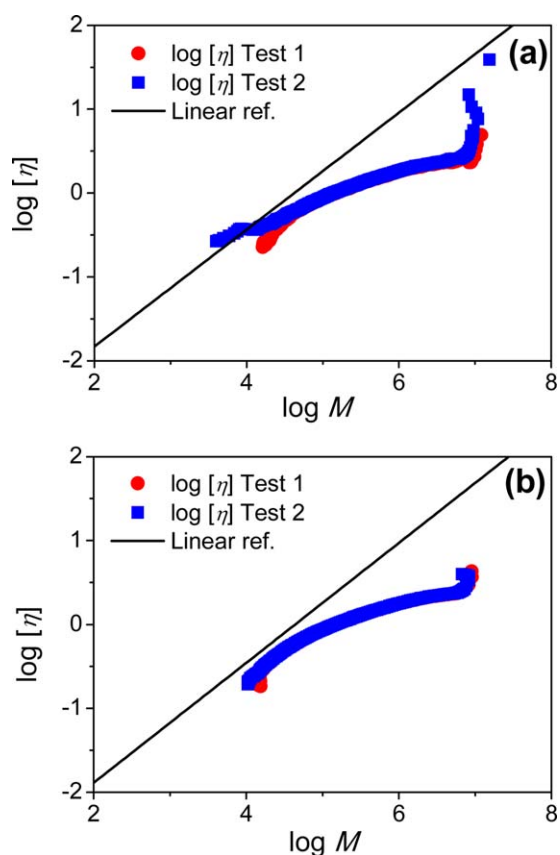 2
(a)
log [η] Test 1
log [η] Test 2
Linear ref.
1
log [η]
0
-1
-2
2 4 6 8
log M
2
(b)
log [η] Test 1
log [η] Test 2
Linear ref.
1
log [η]
0
-1
-2
2 4 6 8
log M